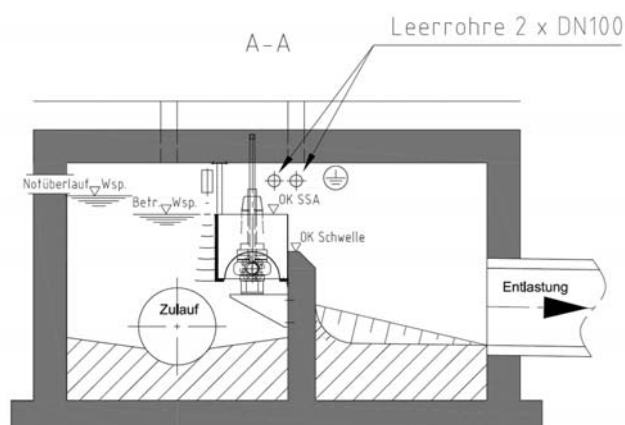 Leerrohre 2 x DN100
A-A
Notüberlauf Wsp.
Betr. Wsp.
OK SSA
OK Schwelle
Zulauf
Entlastung